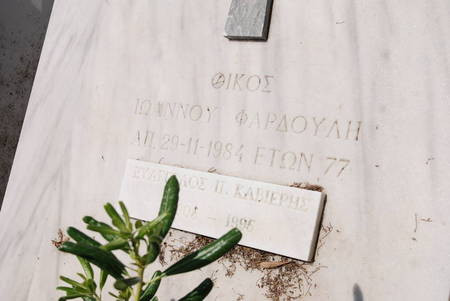 ΟΙΚΟΣ
ΙΩΑΝΝΟΥ ΦΑΡΔΟΥΛΗ
ΑΠ. 29-11-1984 ΕΤΩΝ 77
Π. ΚΑΒΙΕΡΗΣ